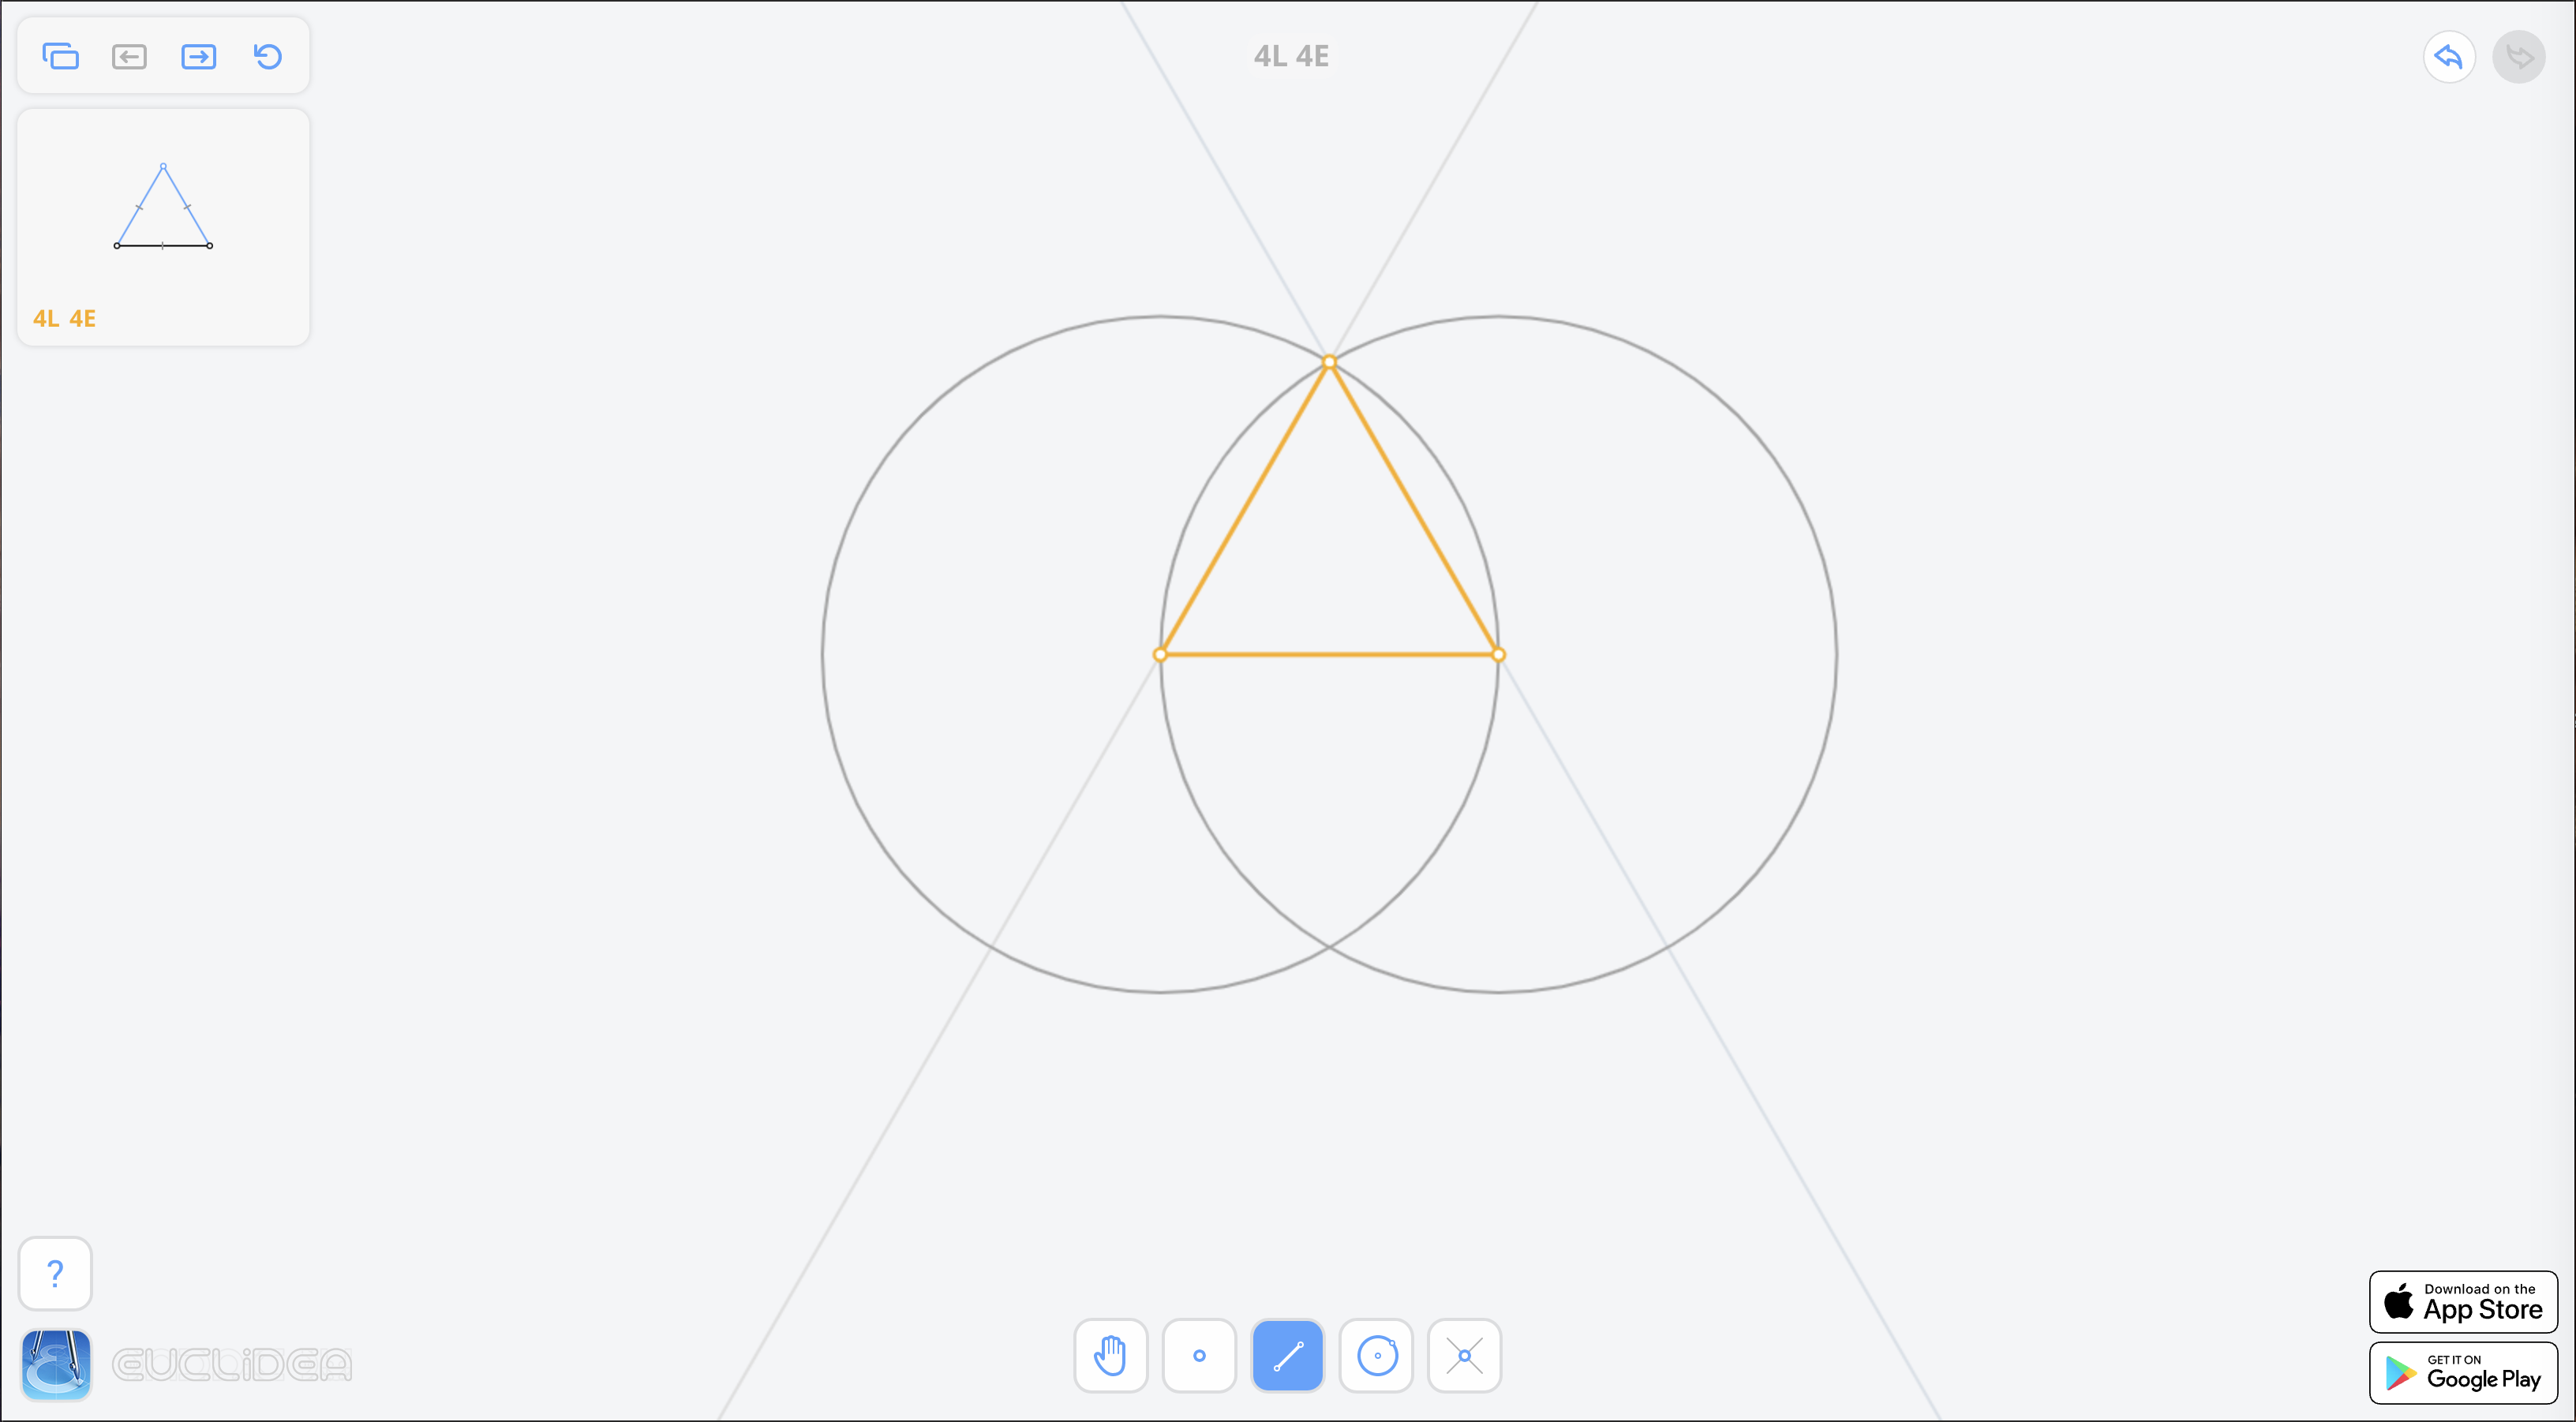 4L 4E
4L 4E
?
EUCLIDEA
Download on the
App Store
GET IT ON
Google Play